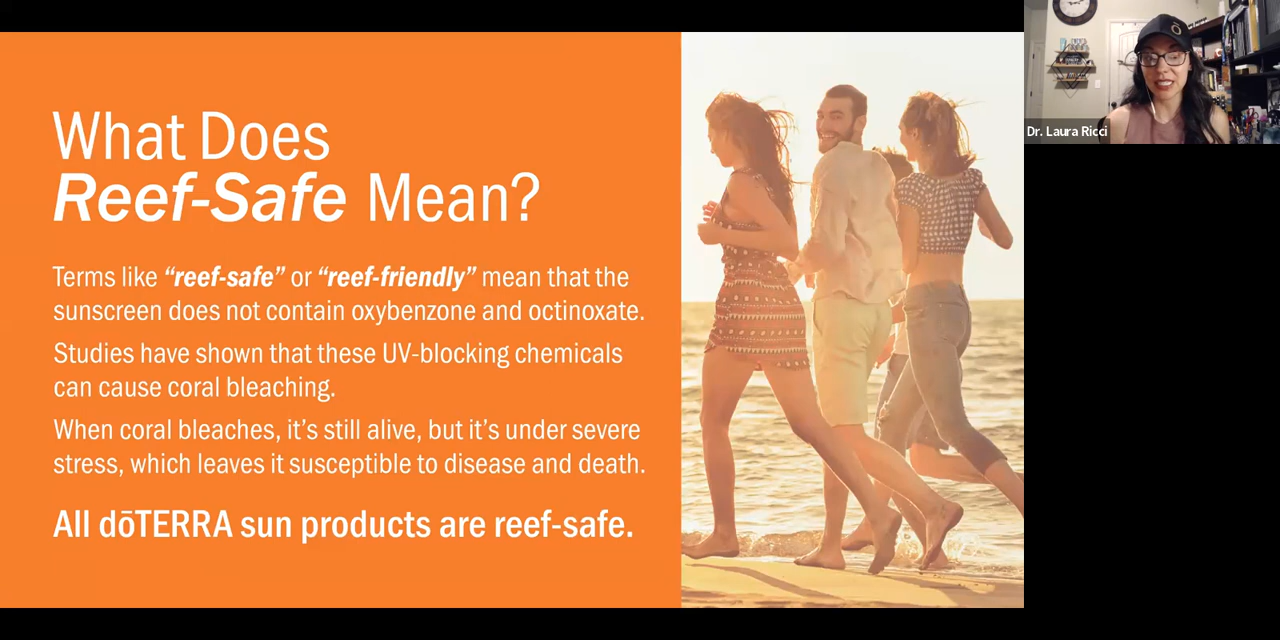 What Does
Reef-Safe Mean?
Terms like “reef-safe” or “reef-friendly” mean that the
sunscreen does not contain oxybenzone and octinoxate.
Studies have shown that these UV-blocking chemicals
can cause coral bleaching.
When coral bleaches, it’s still alive, but it’s under severe
stress, which leaves it susceptible to disease and death.
All dōTERRA sun products are reef-safe.
Dr. Laura Ricci